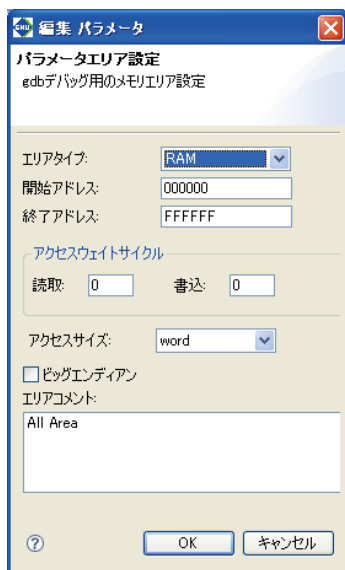 GNU 編集 パラメータ
パラメータエリア設定
gdbデバッグ用のメモリエリア設定
エリアタイプ: RAM
開始アドレス: 000000
終了アドレス: FFFFFF
アクセスウェイトサイクル
読取: 0 書込: 0
アクセスサイズ: word
ビッグエンディアン
エリアコメント:
All Area
? OK キャンセル